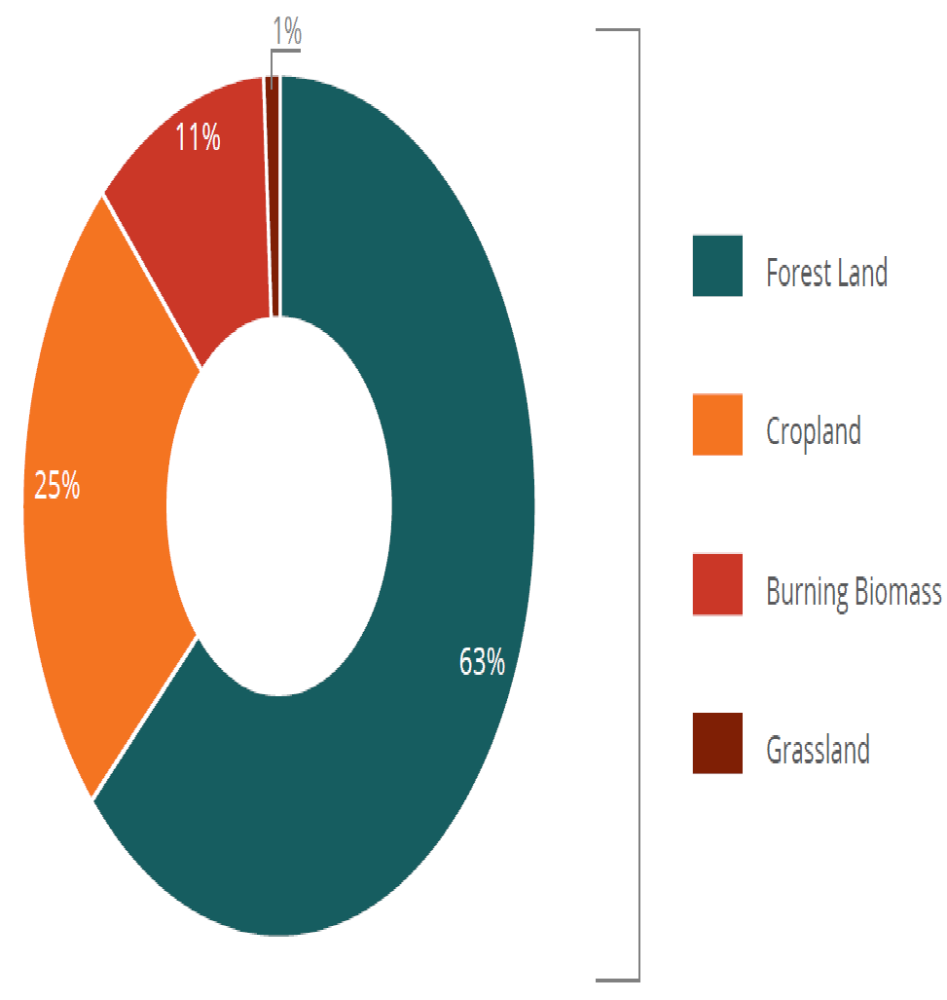 1%
11%
25%
63%
Forest Land
Cropland
Burning Biomass
Grassland